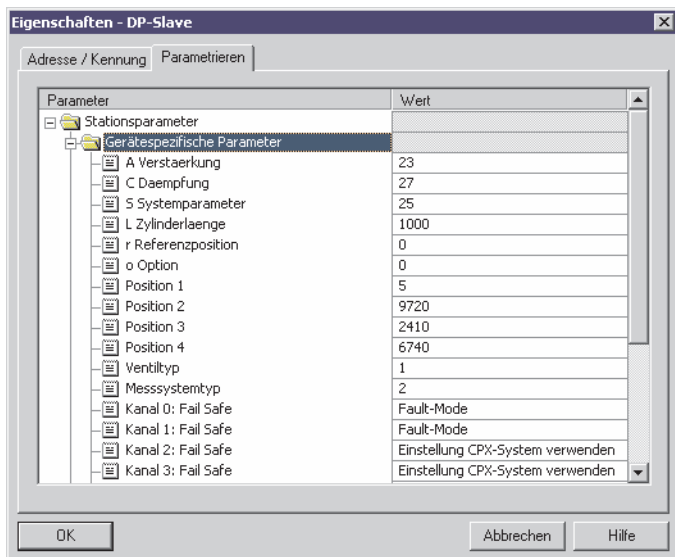 Eigenschaften - DP-Slave
Adresse / Kennung Parametrieren
Parameter Wert
Stationsparameter
Gerätespezifische Parameter
A Verstaerkung 23
C Daempfung 27
S Systemparameter 25
L Zylinderlaenge 1000
r Referenzposition 0
o Option 0
Position 1 5
Position 2 9720
Position 3 2410
Position 4 6740
Ventiltyp 1
Messsystemtyp 2
Kanal 0: Fail Safe Fault-Mode
Kanal 1: Fail Safe Fault-Mode
Kanal 2: Fail Safe Einstellung CPX-System verwenden
Kanal 3: Fail Safe Einstellung CPX-System verwenden
OK Abbrechen Hilfe